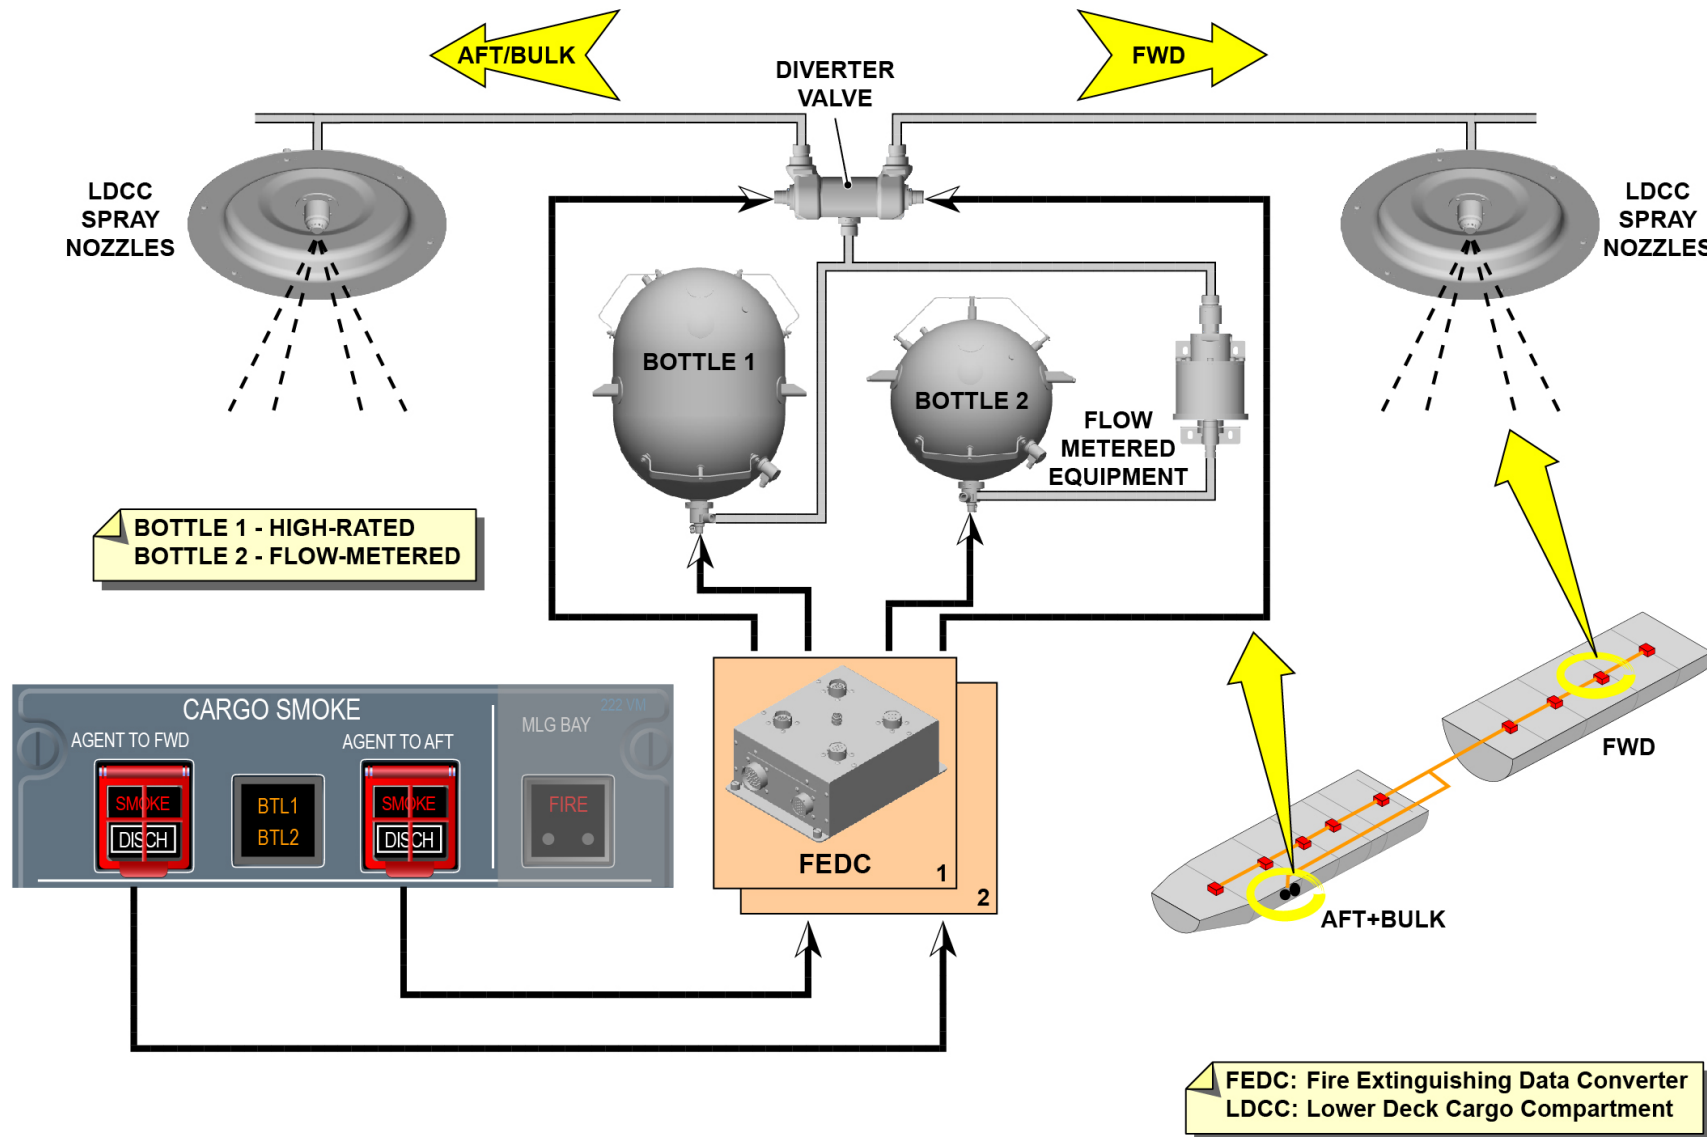 AFT/BULK
FWD
DIVERTER
VALVE
LDCC
SPRAY
NOZZLES
LDCC
SPRAY
NOZZLES
BOTTLE 1
BOTTLE 2
FLOW
METERED
EQUIPMENT
BOTTLE 1 - HIGH-RATED
BOTTLE 2 - FLOW-METERED
CARGO SMOKE
222 VM
MLG BAY
AGENT TO FWD
AGENT TO AFT
SMOKE
DISCH
BTL1
BTL2
SMOKE
DISCH
FIRE
FEDC
1
2
FWD
AFT+BULK
FEDC: Fire Extinguishing Data Converter
LDCC: Lower Deck Cargo Compartment